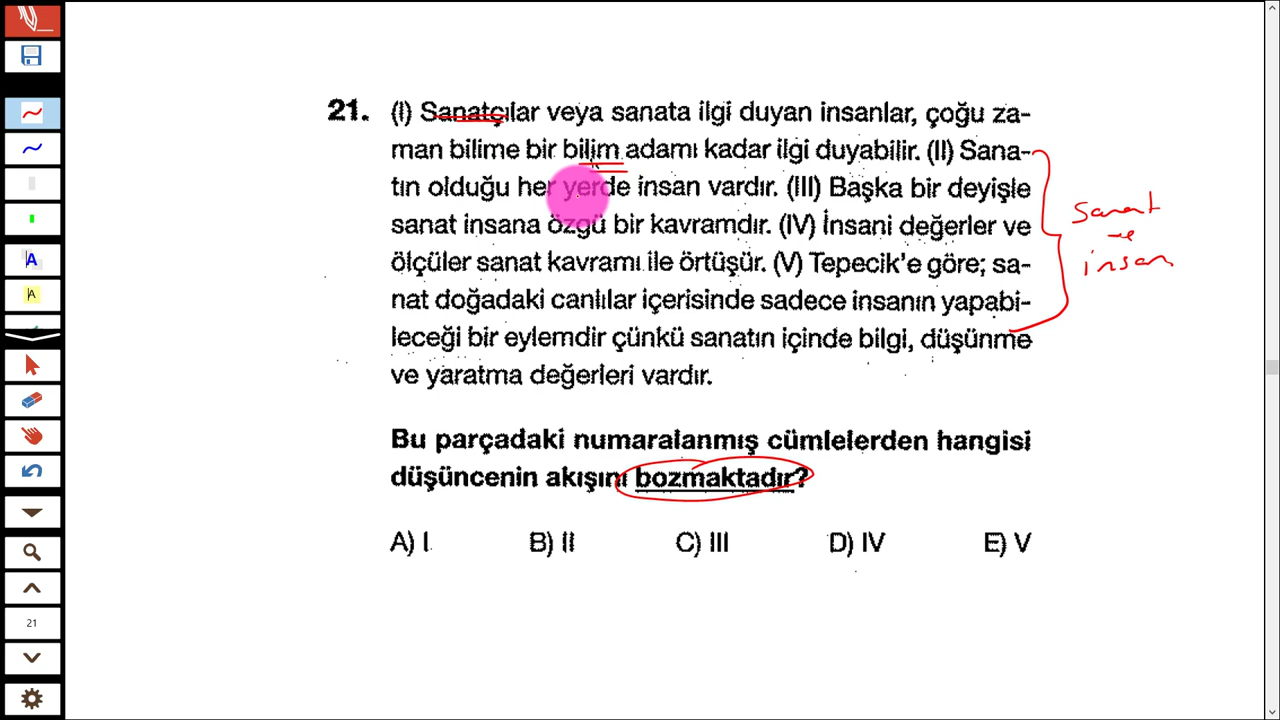 21. (I) Sanatçılar veya sanata ilgi duyan insanlar, çoğu za-
man bilime bir bilim adamı kadar ilgi duyabilir. (II) Sana-
tın olduğu her yerde insan vardır. (III) Başka bir deyişle
sanat insana özgü bir kavramdır. (IV) İnsani değerler ve
ölçüler sanat kavramı ile örtüşür. (V) Tepecik'e göre; sa-
nat doğadaki canlılar içerisinde sadece insanın yapabi-
leceği bir eylemdir çünkü sanatın içinde bilgi, düşünme
ve yaratma değerleri vardır.
sanat
ve
insan
Bu parçadaki numaralanmış cümlelerden hangisi
düşüncenin akışını bozmaktadır?
A) I B) II C) III D) IV E) V
A
A
21